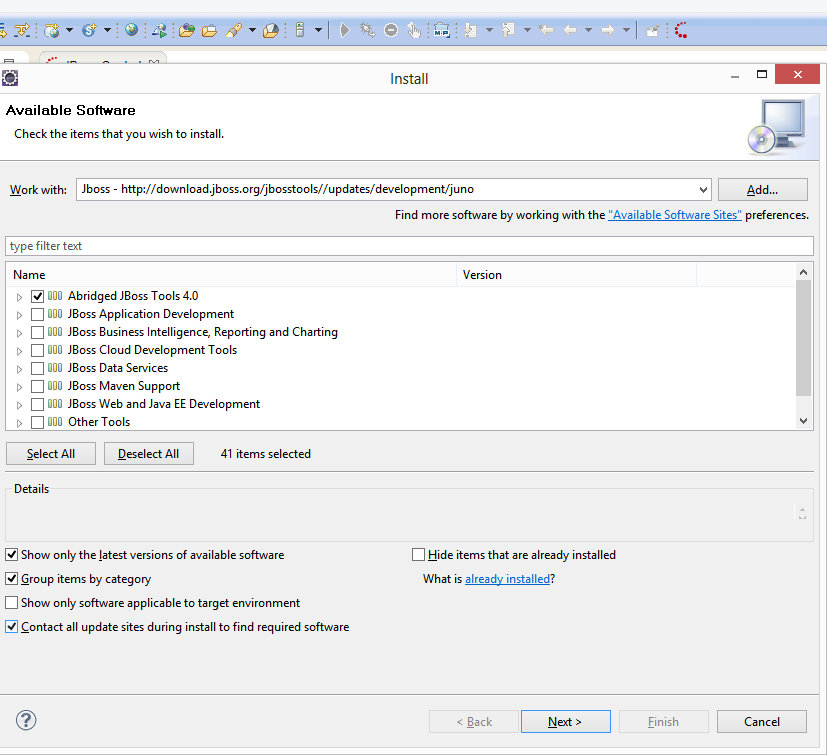 MIP
Install
Available Software
Check the items that you wish to install.
Work with: Jboss - http://download.jboss.org/jbosstools//updates/development/juno Add...
Find more software by working with the "Available Software Sites" preferences.
type filter text
Name Version
Abridged JBoss Tools 4.0
JBoss Application Development
JBoss Business Intelligence, Reporting and Charting
JBoss Cloud Development Tools
JBoss Data Services
JBoss Maven Support
JBoss Web and Java EE Development
Other Tools
Select All Deselect All 41 items selected
Details
Show only the latest versions of available software Hide items that are already installed
Group items by category What is already installed?
Show only software applicable to target environment
Contact all update sites during install to find required software
? < Back Next > Finish Cancel